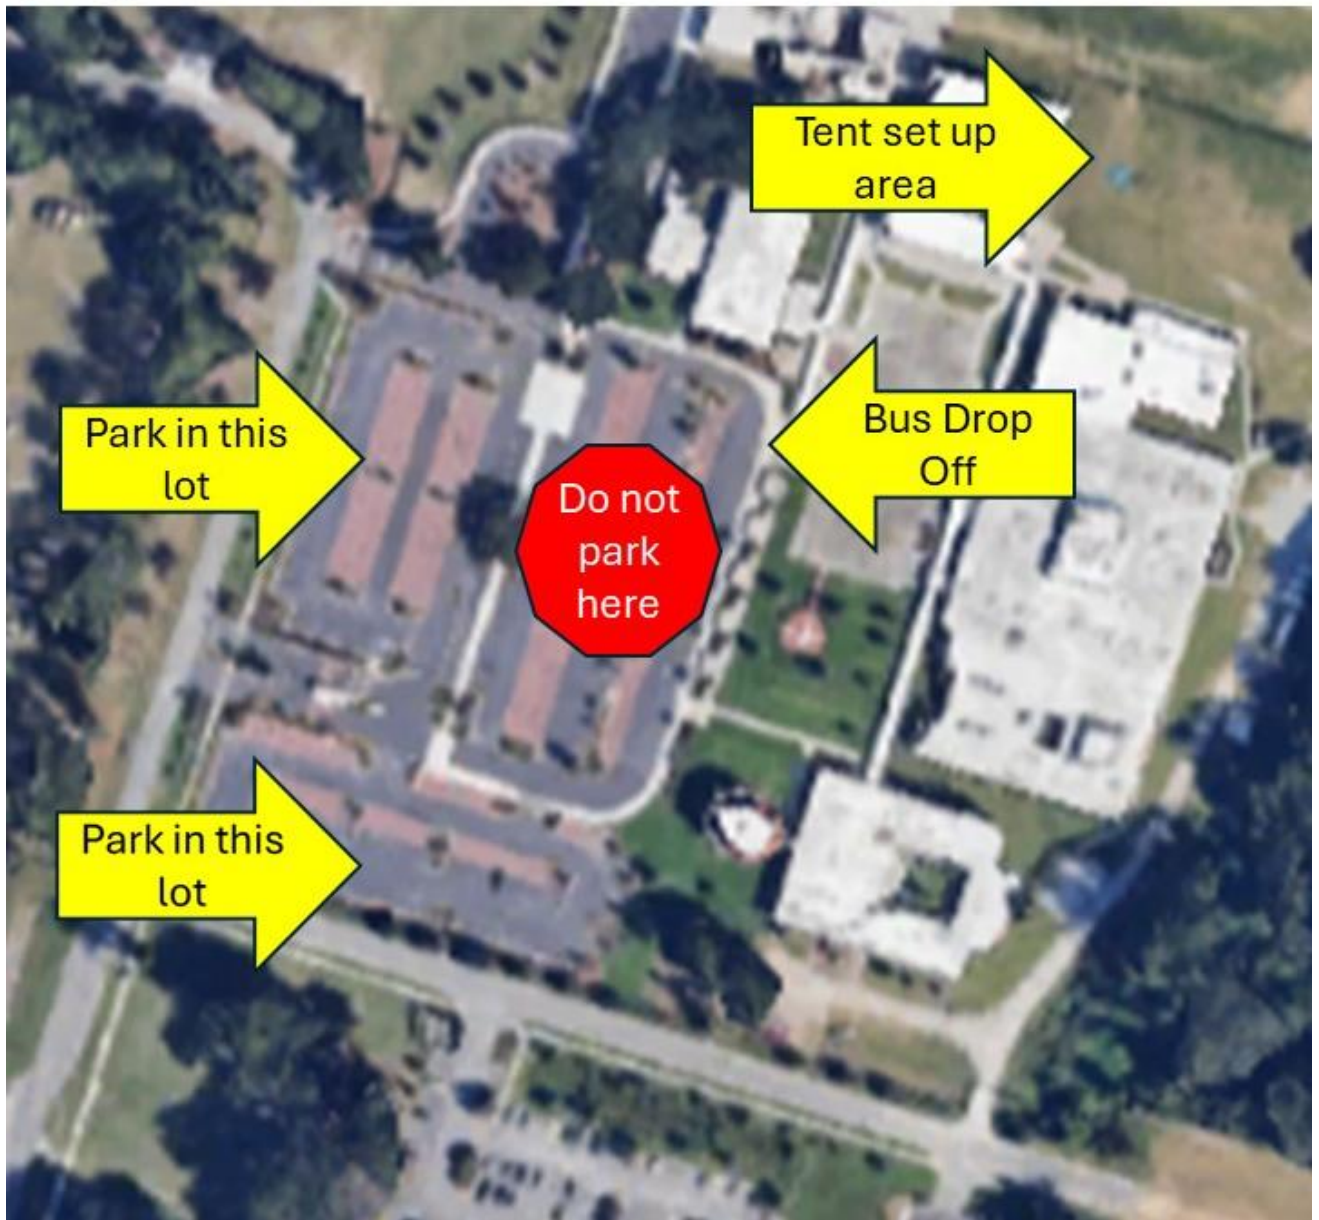 Tent set up
area
Park in this
lot
Bus Drop
Off
Do not
park
here
Park in this
lot